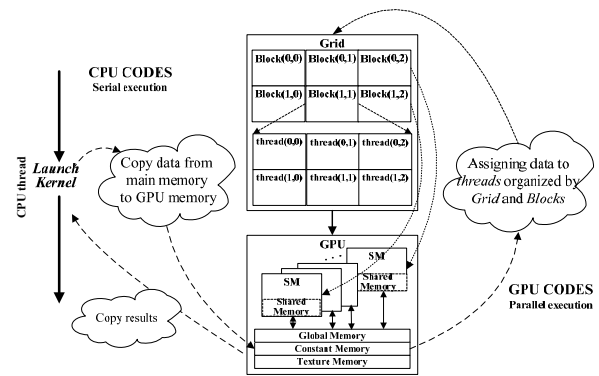 Grid
CPU CODES
Serial execution
Block(0,0) Block(0,1) Block(0,2)
Block(1,0) Block(1,1) Block(1,2)
thread(0,0) thread(0,1) thread(0,2)
thread(1,0) thread(1,1) thread(1,2)
CPU thread
Launch
Kernel
Copy data from
main memory
to GPU memory
Assigning data to
threads organized by
Grid and Blocks
GPU
. . .
SM
Shared
Memory
SM
Shared
Memory
Global Memory
Constant Memory
Texture Memory
Copy results
GPU CODES
Parallel execution